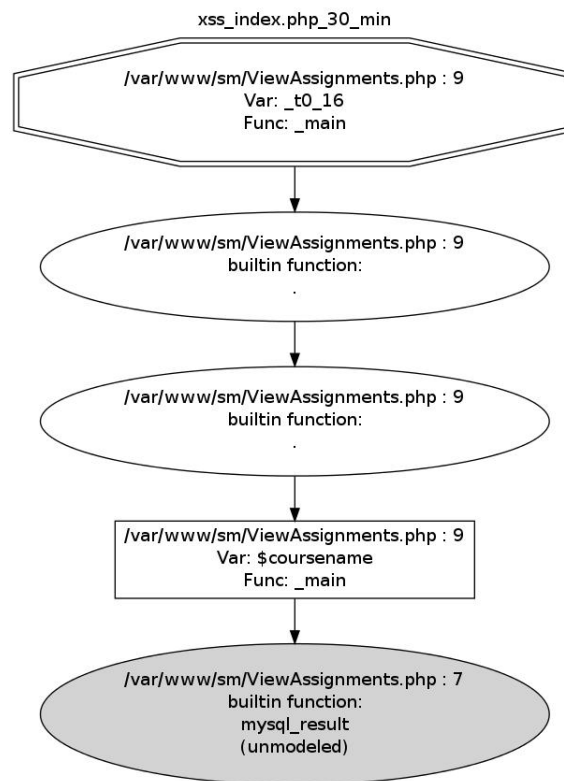 xss_index.php_30_min
/var/www/sm/ViewAssignments.php : 9
Var: _t0_16
Func: _main
/var/www/sm/ViewAssignments.php : 9
builtin function:
.
/var/www/sm/ViewAssignments.php : 9
builtin function:
.
/var/www/sm/ViewAssignments.php : 9
Var: $coursename
Func: _main
/var/www/sm/ViewAssignments.php : 7
builtin function:
mysql_result
(unmodeled)